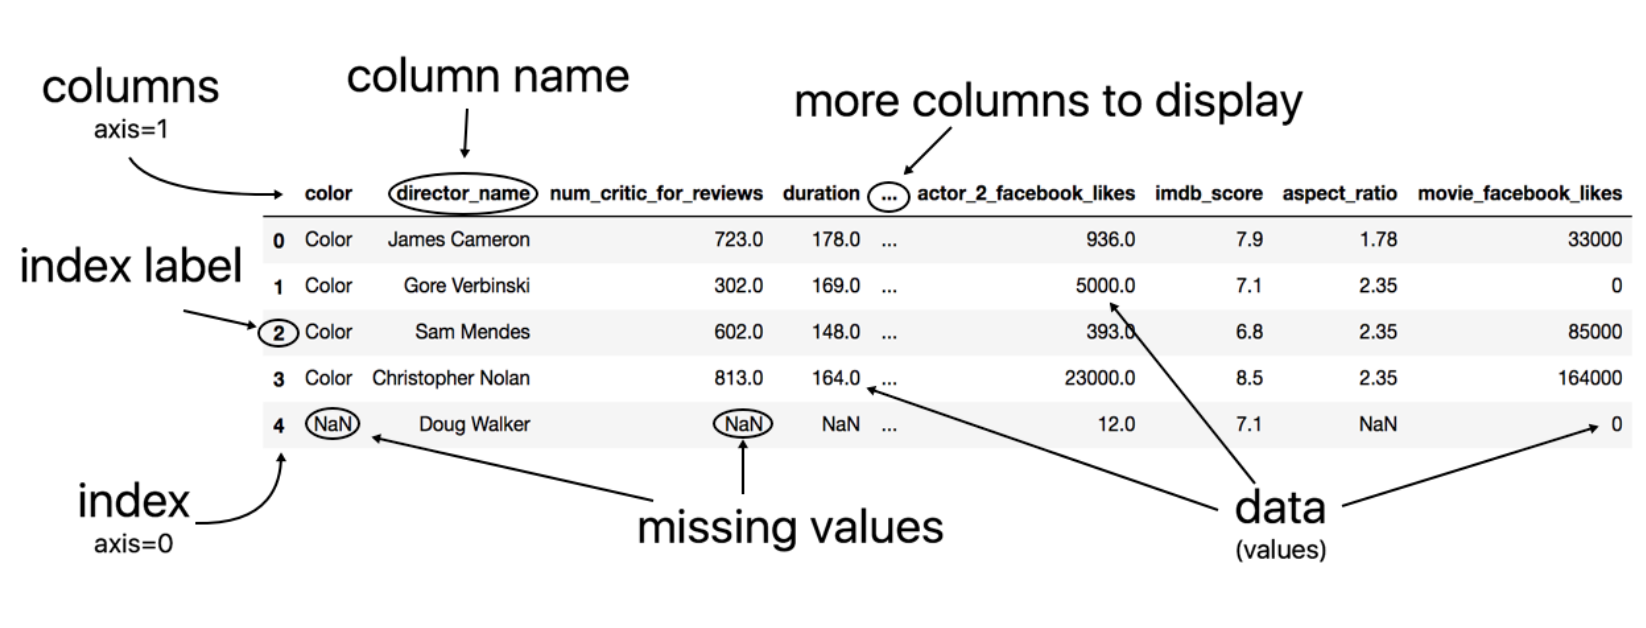 columns
axis=1
column name
more columns to display
color director_name num_critic_for_reviews duration ... actor_2_facebook_likes imdb_score aspect_ratio movie_facebook_likes
0 Color James Cameron 723.0 178.0 ... 936.0 7.9 1.78 33000
index label
1 Color Gore Verbinski 302.0 169.0 ... 5000.0 7.1 2.35 0
2 Color Sam Mendes 602.0 148.0 ... 393.0 6.8 2.35 85000
3 Color Christopher Nolan 813.0 164.0 ... 23000.0 8.5 2.35 164000
4 NaN Doug Walker NaN NaN ... 12.0 7.1 NaN 0
index
axis=0
missing values
data
(values)